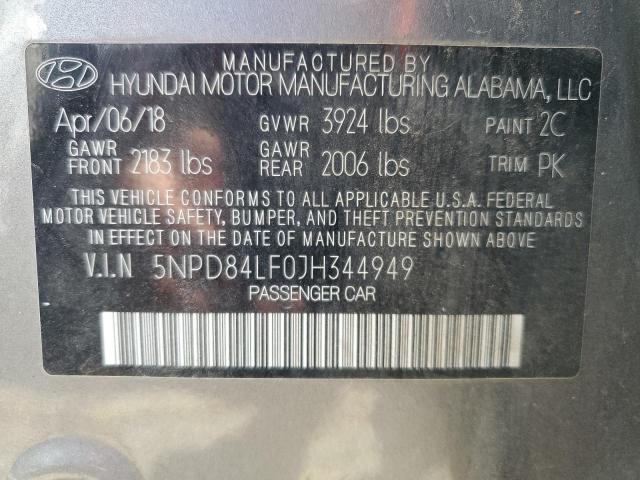 MANUFACTURED BY
HYUNDAI MOTOR MANUFACTURING ALABAMA, LLC
Apr/06/18 GVWR 3924 lbs PAINT 2C
GAWR FRONT 2183 lbs GAWR REAR 2006 lbs TRIM PK
THIS VEHICLE CONFORMS TO ALL APPLICABLE U.S.A. FEDERAL
MOTOR VEHICLE SAFETY, BUMPER, AND THEFT PREVENTION STANDARDS
IN EFFECT ON THE DATE OF MANUFACTURE SHOWN ABOVE
V.I.N 5NPD84LF0JH344949
PASSENGER CAR